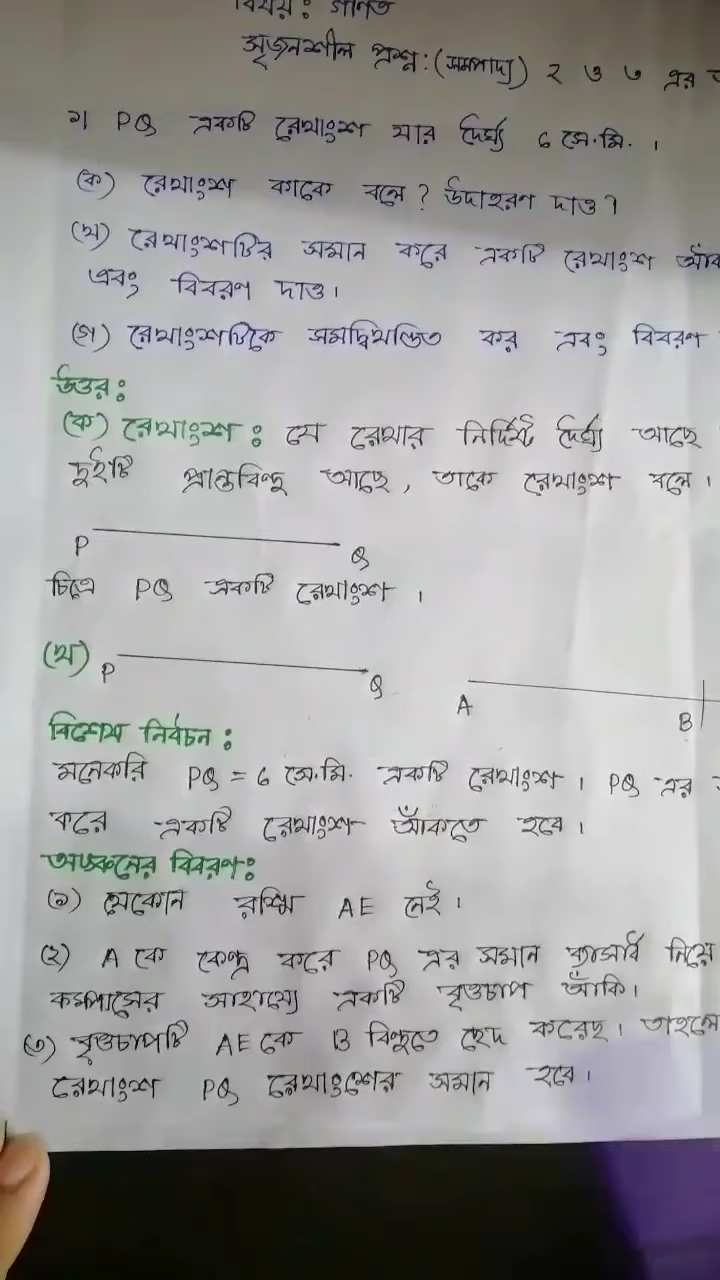 বিষয়: গণিত
সৃজনশীল প্রশ্ন: (সম্পাদ্য) ২ ও ৩ এর
১। PQ একটি রেখাংশ যার দৈর্ঘ্য ৬ সে.মি. ।
(ক) রেখাংশ কাকে বলে? উদাহরণ দাও?
(খ) রেখাংশটির সমান করে একটি রেখাংশ
এবং বিবরণ দাও।
(গ) রেখাংশটিকে সমদ্বিখন্ডিত কর এবং বিবরণ
উত্তর:
(ক) রেখাংশ: যে রেখার নির্দিষ্ট দৈর্ঘ্য আছে
দুইটি প্রান্তবিন্দু আছে, তাকে রেখাংশ বলে।
P Q
চিত্রে PQ একটি রেখাংশ ।
(খ) P Q A B
বিশেষ নির্বচন:
মনেকরি PQ = ৬ সে.মি. একটি রেখাংশ। PQ এর
করে একটি রেখাংশ আঁকতে হবে।
অঙ্কনের বিবরণ:
(১) যেকোন রশ্মি AE নেই।
(২) A কে কেন্দ্র করে PQ এর সমান ব্যাসার্ধ নিয়ে
কম্পাসের সাহায্যে একটি বৃত্তচাপ আঁকি।
(৩) বৃত্তচাপটি AE কে B বিন্দুতে ছেদ করেছে। তাহলে
রেখাংশ PQ রেখাংশের সমান হবে।